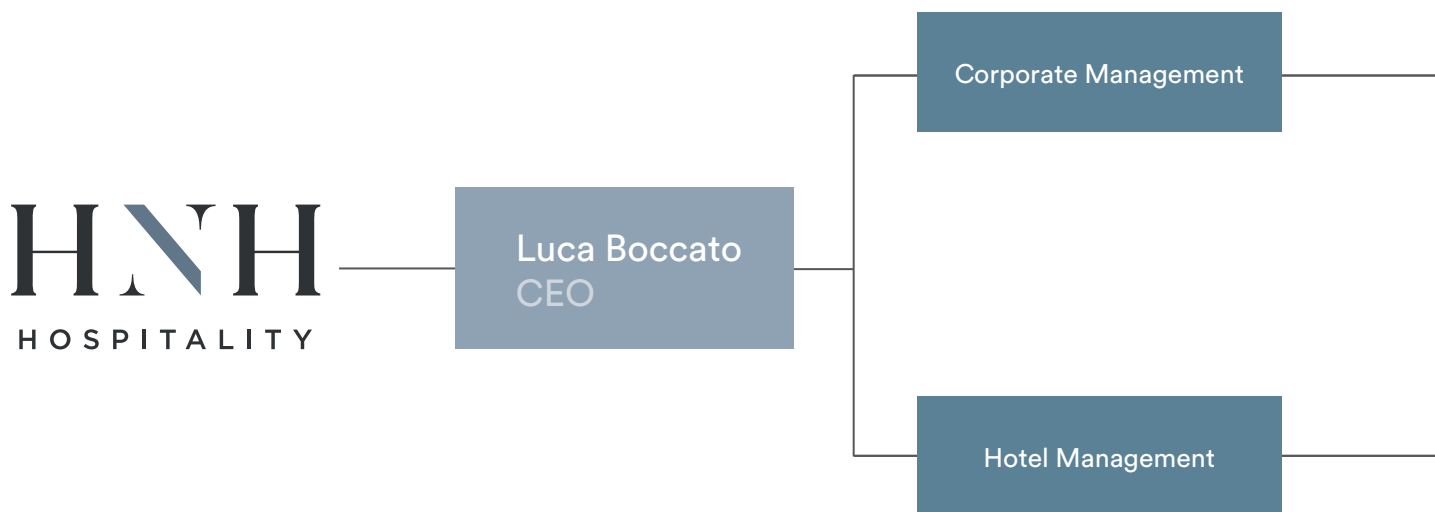 HNH
HOSPITALITY
Luca Boccato
CEO
Corporate Management
Hotel Management